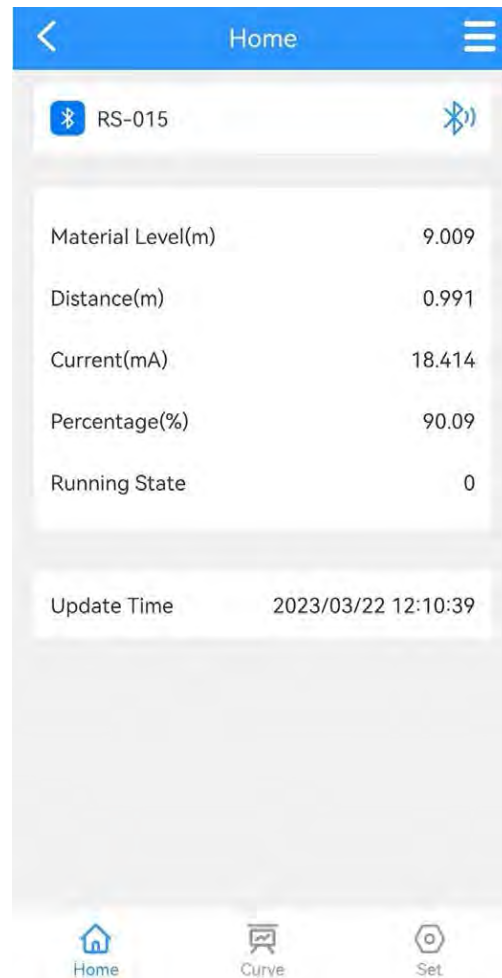 Home
RS-015
Material Level(m) 9.009
Distance(m) 0.991
Current(mA) 18.414
Percentage(%) 90.09
Running State 0
Update Time 2023/03/22 12:10:39
Home Curve Set